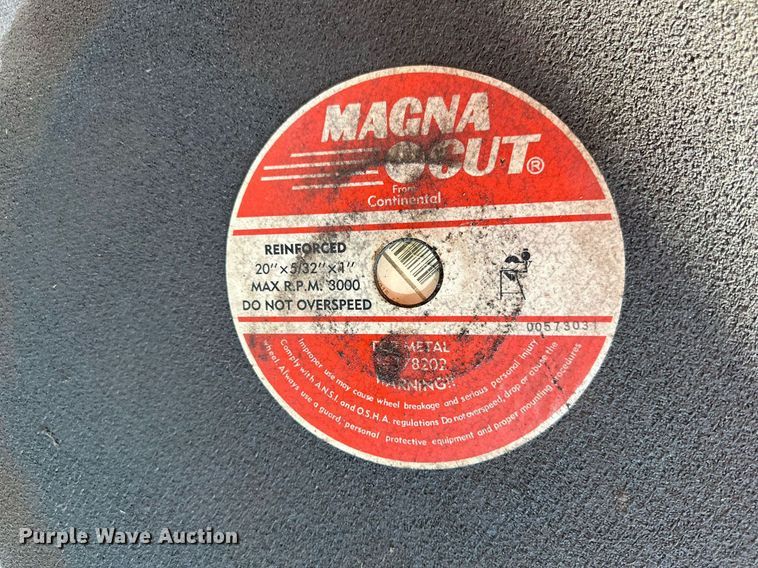 MAGNA
CUT®
From
Continental
REINFORCED
20" x 5/32" x 1"
MAX R.P.M. 3000
DO NOT OVERSPEED
0057303
METAL
78202
WARNING!!
Improper use may cause wheel breakage and serious personal injury
Comply with A.N.S.I. and O.S.H.A. regulations Do not overspeed, drop or abuse the
wheel. Always use a guard, personal protective equipment and proper mounting procedures
Purple Wave Auction